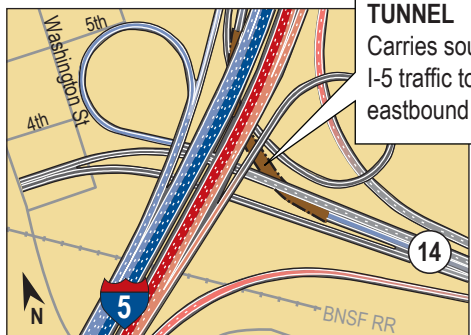 TUNNEL
Carries sou
I-5 traffic to
eastbound
5th
Washington St
4th
14
5
N
BNSF RR